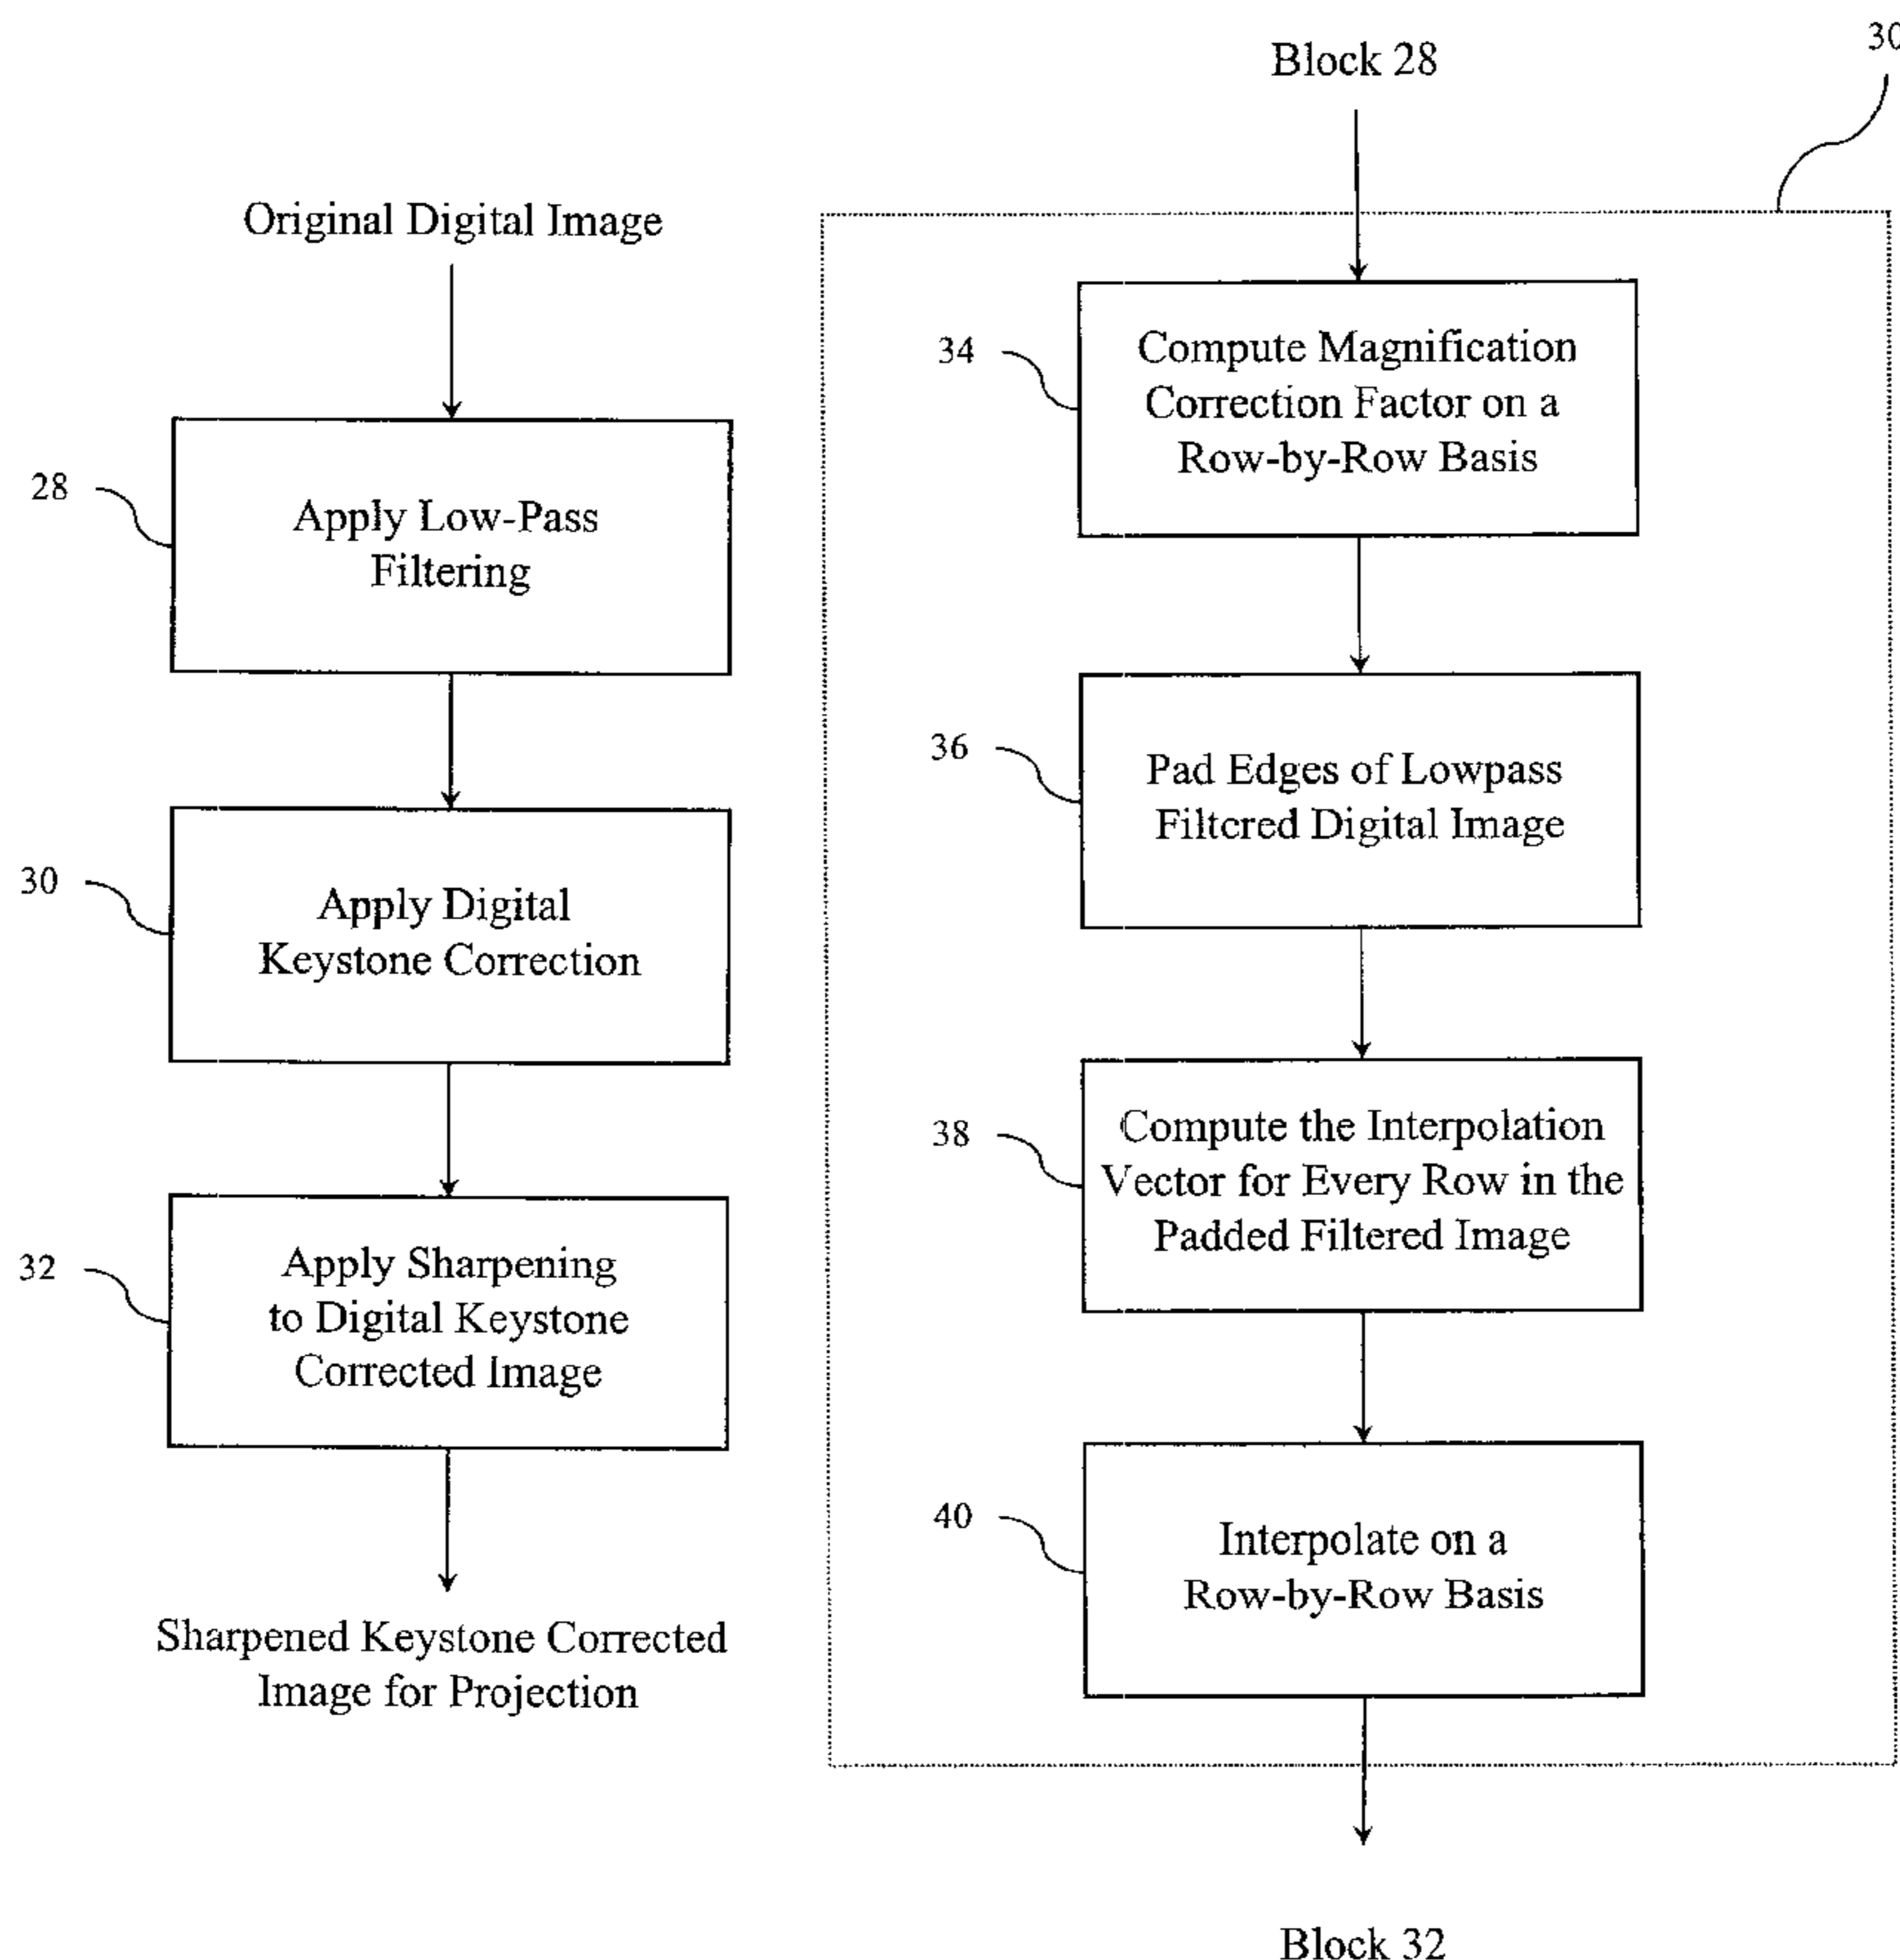 Original Digital Image
28
Apply Low-Pass
Filtering
30
Apply Digital
Keystone Correction
32
Apply Sharpening
to Digital Keystone
Corrected Image
Sharpened Keystone Corrected
Image for Projection
Block 28
30
34
Compute Magnification
Correction Factor on a
Row-by-Row Basis
36
Pad Edges of Lowpass
Filtered Digital Image
38
Compute the Interpolation
Vector for Every Row in the
Padded Filtered Image
40
Interpolate on a
Row-by-Row Basis
Block 32